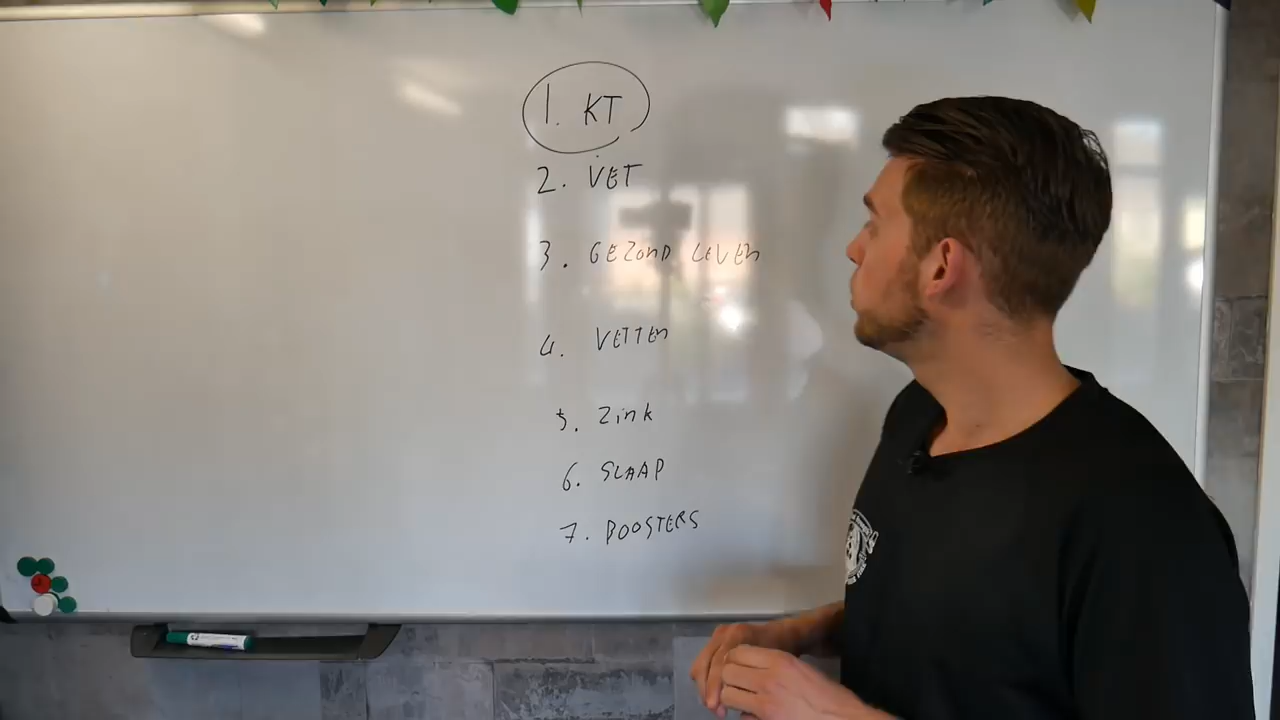 1. KT
2. VET
3. GEZOND LEVEN
4. VETTEN
5. Zink
6. SLAAP
7. BOOSTERS